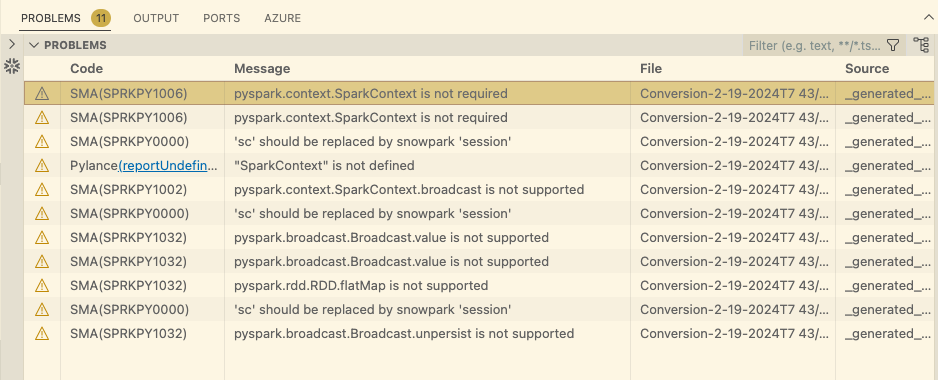 PROBLEMS 11 OUTPUT PORTS AZURE
PROBLEMS Filter (e.g. text, **/*.ts...
Code Message File Source
SMA(SPRKPY1006) pyspark.context.SparkContext is not required Conversion-2-19-2024T7 43/... _generated_...
SMA(SPRKPY1006) pyspark.context.SparkContext is not required Conversion-2-19-2024T7 43/... _generated_...
SMA(SPRKPY0000) 'sc' should be replaced by snowpark 'session' Conversion-2-19-2024T7 43/... _generated_...
Pylance(reportUndefin... "SparkContext" is not defined Conversion-2-19-2024T7 43/... _generated_...
SMA(SPRKPY1002) pyspark.context.SparkContext.broadcast is not supported Conversion-2-19-2024T7 43/... _generated_...
SMA(SPRKPY0000) 'sc' should be replaced by snowpark 'session' Conversion-2-19-2024T7 43/... _generated_...
SMA(SPRKPY1032) pyspark.broadcast.Broadcast.value is not supported Conversion-2-19-2024T7 43/... _generated_...
SMA(SPRKPY1032) pyspark.broadcast.Broadcast.value is not supported Conversion-2-19-2024T7 43/... _generated_...
SMA(SPRKPY1032) pyspark.rdd.RDD.flatMap is not supported Conversion-2-19-2024T7 43/... _generated_...
SMA(SPRKPY0000) 'sc' should be replaced by snowpark 'session' Conversion-2-19-2024T7 43/... _generated_...
SMA(SPRKPY1032) pyspark.broadcast.Broadcast.unpersist is not supported Conversion-2-19-2024T7 43/... _generated_...